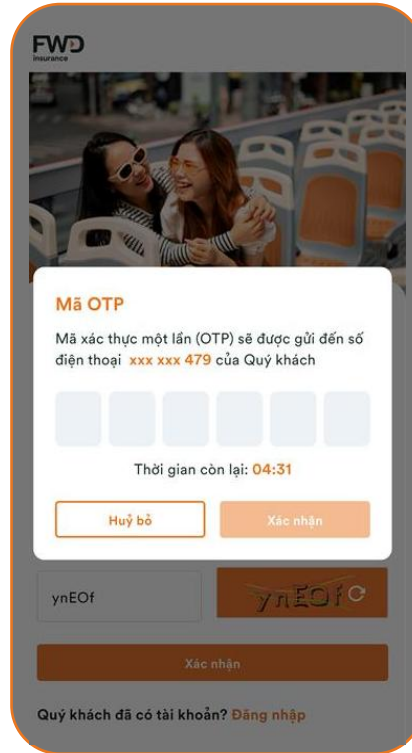 FWD
insurance
Mã OTP
Mã xác thực một lần (OTP) sẽ được gửi đến số
điện thoại xxx xxx 479 của Quý khách
Thời gian còn lại: 04:31
Huỷ bỏ
Xác nhận
ynEOf
ynEOf
Xác nhận
Quý khách đã có tài khoản? Đăng nhập